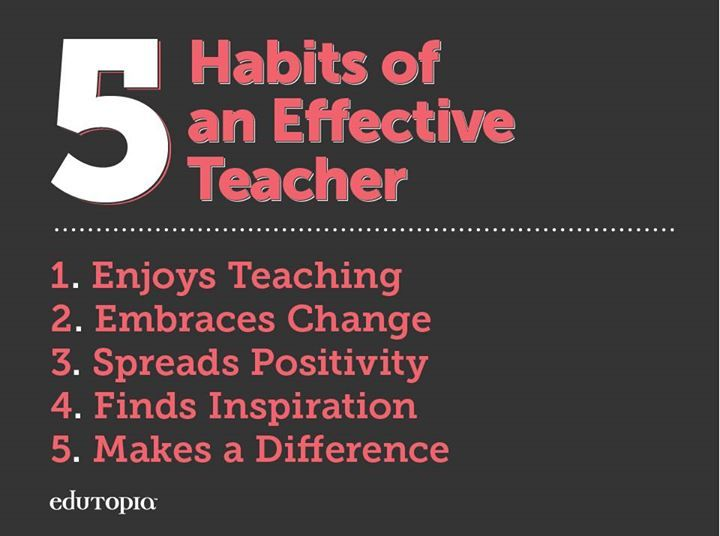 5 Habits of
an Effective
Teacher
1. Enjoys Teaching
2. Embraces Change
3. Spreads Positivity
4. Finds Inspiration
5. Makes a Difference
edutopia™